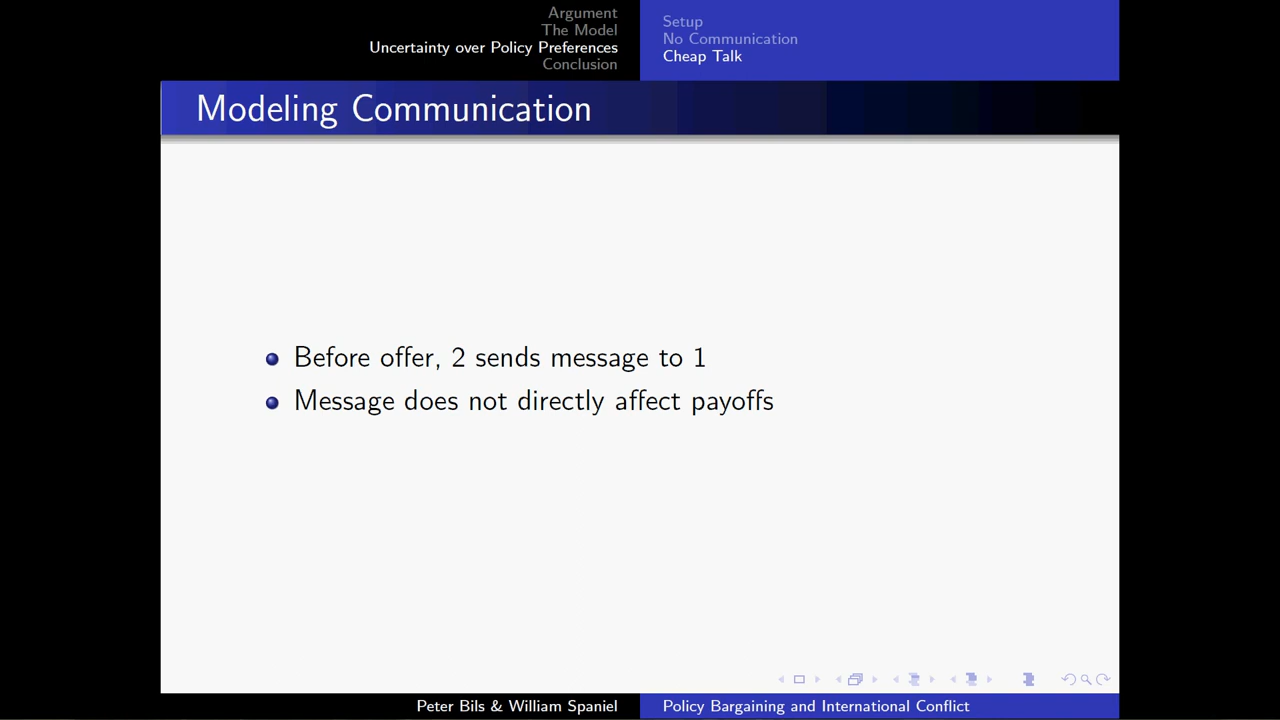 Argument
The Model
Uncertainty over Policy Preferences
Conclusion
Setup
No Communication
Cheap Talk
Modeling Communication
Before offer, 2 sends message to 1
Message does not directly affect payoffs
Peter Bils & William Spaniel
Policy Bargaining and International Conflict